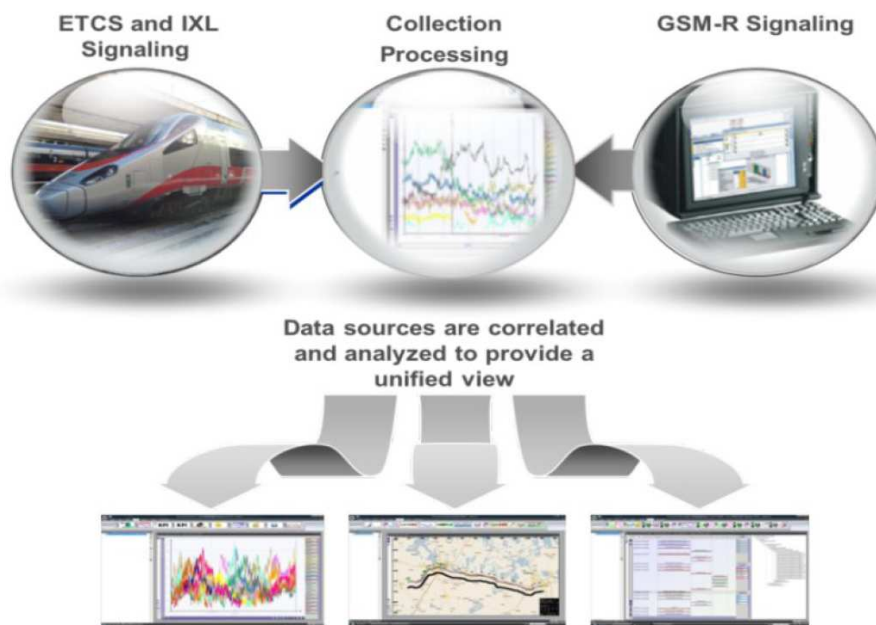 ETCS and IXL
Signaling
Collection
Processing
GSM-R Signaling
Data sources are correlated
and analyzed to provide a
unified view